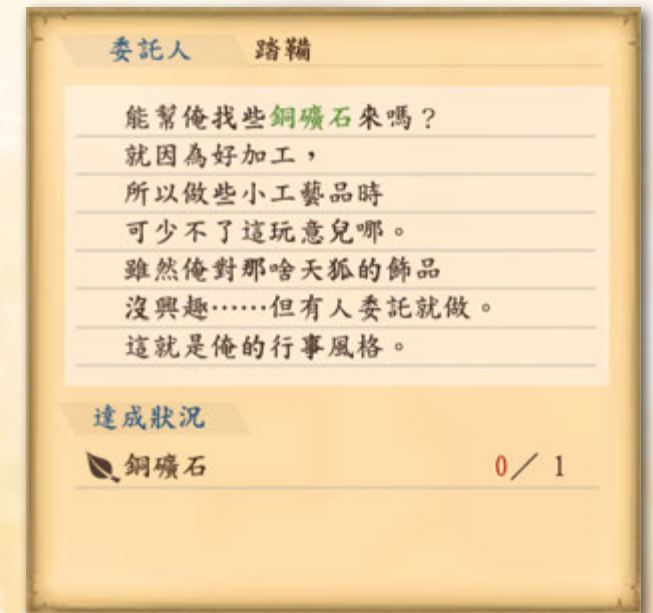 委託人 踏鞴
能幫俺找些銅礦石來嗎？
就因為好加工，
所以做些小工藝品時
可少不了這玩意兒哪。
雖然俺對那啥天狐的飾品
沒興趣……但有人委託就做。
這就是俺的行事風格。
達成狀況
銅礦石 0／1